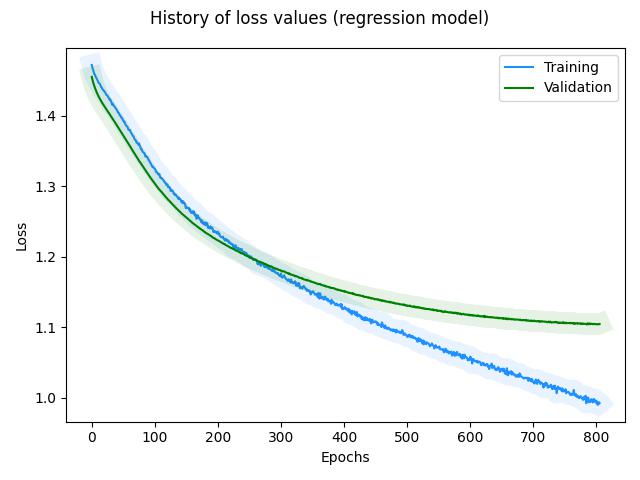 History of loss values (regression model)
Training
Validation
1.4
1.3
1.2
1.1
1.0
Loss
0 100 200 300 400 500 600 700 800
Epochs